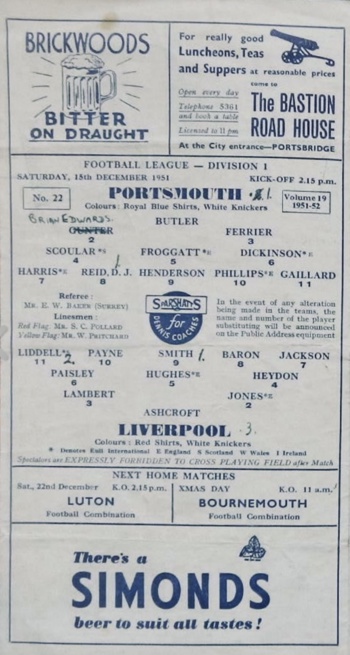 BRICKWOODS
BITTER
ON DRAUGHT
For really good
Luncheons, Teas
and Suppers at reasonable prices
come to
Open every day
Telephone 5361
and book a table
Licensed to 11 pm
The BASTION
ROAD HOUSE
At the City entrance —PORTSBRIDGE
FOOTBALL LEAGUE — DIVISION 1
SATURDAY, 15th DECEMBER 1951 KICK-OFF 2.15 p.m.
No. 22 PORTSMOUTH 1. Volume 19
1951-52
Colours: Royal Blue Shirts, White Knickers
BUTLER
BRIAN EDWARDS.
GUNTER FERRIER
2 3
SCOULAR*S FROGGATT*E DICKINSON*E
4 5 6
HARRIS*E REID, D. J. HENDERSON PHILLIPS*E GAILLARD
7 8 9 10 11
Referee:
Mr. E. W. BAKER (SURREY)
Linesmen:
Red Flag: MR. S. C. POLLARD
Yellow Flag: MR. W. PRITCHARD
SPARSHATTS
for
DENNIS COACHES
In the event of any alteration
being made in the teams, the
name and number of the player
substituting will be announced
on the Public Address equipment
LIDDELL*S 2 PAYNE SMITH 1. BARON JACKSON
11 10 9 8 7
PAISLEY HUGHES*E HEYDON
6 5 4
LAMBERT JONES*E
3 2
ASHCROFT
LIVERPOOL 3.
Colours: Red Shirts, White Knickers
* Denotes Full International E England S Scotland W Wales I Ireland
Spectators are EXPRESSLY FORBIDDEN TO CROSS PLAYING FIELD after Match
NEXT HOME MATCHES
Sat., 22nd December K.O. 2.15 p.m.
LUTON
Football Combination
XMAS DAY K.O. 11 a.m.
BOURNEMOUTH
Football Combination
There's a
SIMONDS
beer to suit all tastes!